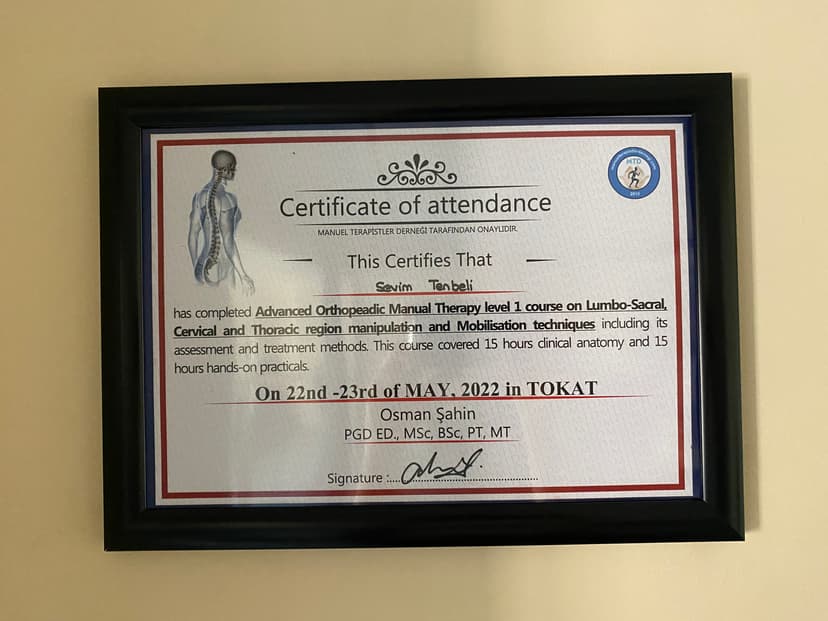 MTD
2010
Certificate of attendance
MANUEL TERAPİSTLER DERNEĞİ TARAFINDAN ONAYLIDIR.
This Certifies That
Sevim Tenbeli
has completed Advanced Orthopeadic Manual Therapy level 1 course on Lumbo-Sacral,
Cervical and Thoracic region manipulation and Mobilisation techniques including its
assessment and treatment methods. This course covered 15 hours clinical anatomy and 15
hours hands-on practicals.
On 22nd -23rd of MAY, 2022 in TOKAT
Osman Şahin
PGD ED., MSc, BSc, PT, MT
Signature :